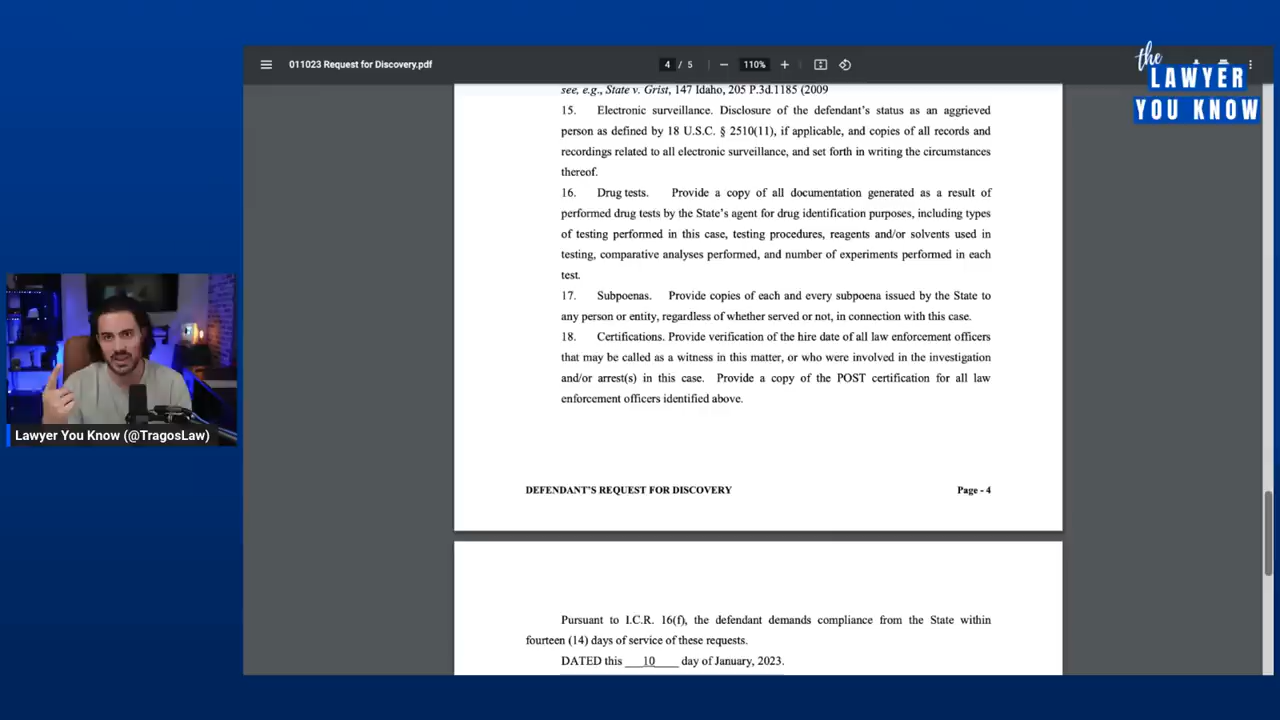 011023 Request for Discovery.pdf
4 / 5
110%
the
LAWYER
YOU KNOW
see, e.g., State v. Grist, 147 Idaho, 205 P.3d.1185 (2009
15. Electronic surveillance. Disclosure of the defendant's status as an aggrieved
person as defined by 18 U.S.C. § 2510(11), if applicable, and copies of all records and
recordings related to all electronic surveillance, and set forth in writing the circumstances
thereof.
16. Drug tests. Provide a copy of all documentation generated as a result of
performed drug tests by the State's agent for drug identification purposes, including types
of testing performed in this case, testing procedures, reagents and/or solvents used in
testing, comparative analyses performed, and number of experiments performed in each
test.
17. Subpoenas. Provide copies of each and every subpoena issued by the State to
any person or entity, regardless of whether served or not, in connection with this case.
18. Certifications. Provide verification of the hire date of all law enforcement officers
that may be called as a witness in this matter, or who were involved in the investigation
and/or arrest(s) in this case. Provide a copy of the POST certification for all law
enforcement officers identified above.
Lawyer You Know (@TragosLaw)
DEFENDANT'S REQUEST FOR DISCOVERY Page - 4
Pursuant to I.C.R. 16(f), the defendant demands compliance from the State within
fourteen (14) days of service of these requests.
DATED this ___10____ day of January, 2023.